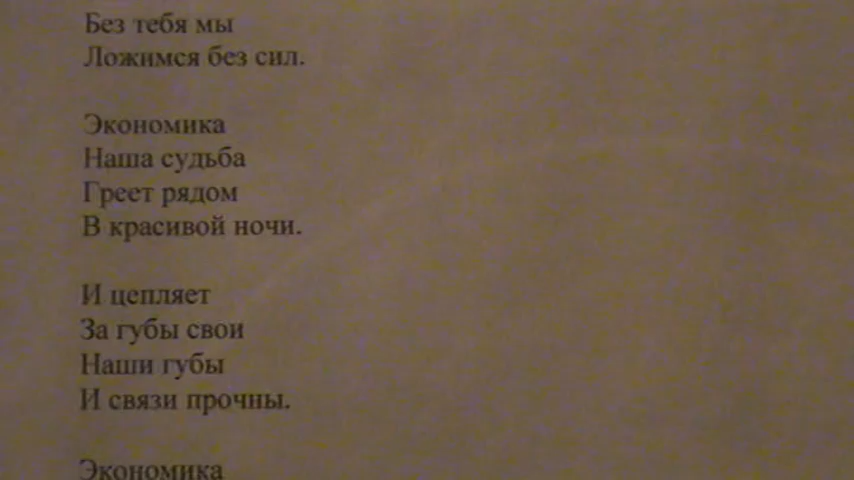 Без тебя мы
Ложимся без сил.
Экономика
Наша судьба
Греет рядом
В красивой ночи.
И цепляет
За губы свои
Наши губы
И связи прочны.
Экономика